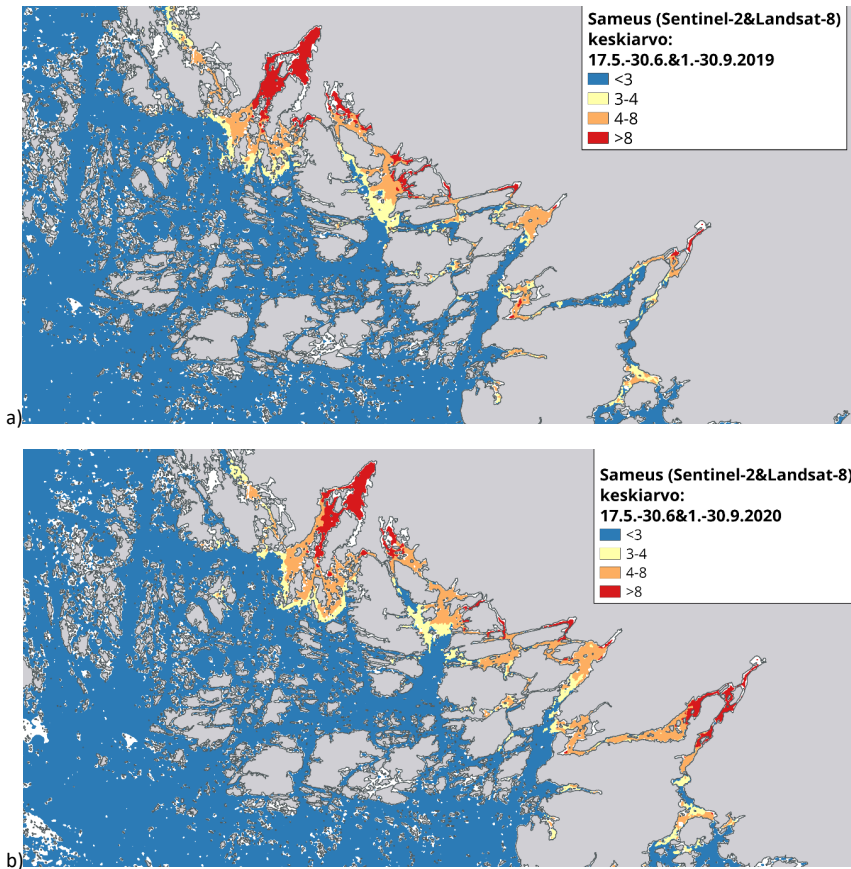 Sameus (Sentinel-2&Landsat-8)
keskiarvo:
17.5.-30.6.&1.-30.9.2019
<3
3-4
4-8
>8
a)
Sameus (Sentinel-2&Landsat-8)
keskiarvo:
17.5.-30.6&1.-30.9.2020
<3
3-4
4-8
>8
b)